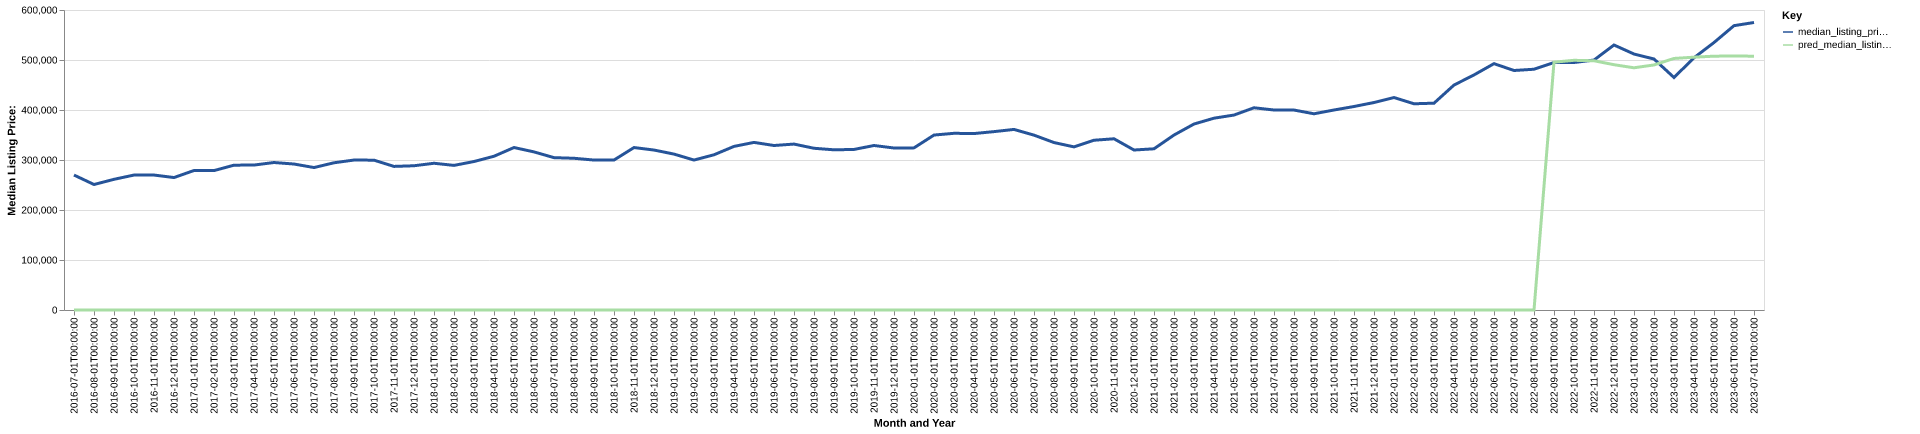 Median Listing Price:
600,000
500,000
400,000
300,000
200,000
100,000
0
2016-07-01T00:00:00
2016-08-01T00:00:00
2016-09-01T00:00:00
2016-10-01T00:00:00
2016-11-01T00:00:00
2016-12-01T00:00:00
2017-01-01T00:00:00
2017-02-01T00:00:00
2017-03-01T00:00:00
2017-04-01T00:00:00
2017-05-01T00:00:00
2017-06-01T00:00:00
2017-07-01T00:00:00
2017-08-01T00:00:00
2017-09-01T00:00:00
2017-10-01T00:00:00
2017-11-01T00:00:00
2017-12-01T00:00:00
2018-01-01T00:00:00
2018-02-01T00:00:00
2018-03-01T00:00:00
2018-04-01T00:00:00
2018-05-01T00:00:00
2018-06-01T00:00:00
2018-07-01T00:00:00
2018-08-01T00:00:00
2018-09-01T00:00:00
2018-10-01T00:00:00
2018-11-01T00:00:00
2018-12-01T00:00:00
2019-01-01T00:00:00
2019-02-01T00:00:00
2019-03-01T00:00:00
2019-04-01T00:00:00
2019-05-01T00:00:00
2019-06-01T00:00:00
2019-07-01T00:00:00
2019-08-01T00:00:00
2019-09-01T00:00:00
2019-10-01T00:00:00
2019-11-01T00:00:00
2019-12-01T00:00:00
2020-01-01T00:00:00
2020-02-01T00:00:00
2020-03-01T00:00:00
2020-04-01T00:00:00
2020-05-01T00:00:00
2020-06-01T00:00:00
2020-07-01T00:00:00
2020-08-01T00:00:00
2020-09-01T00:00:00
2020-10-01T00:00:00
2020-11-01T00:00:00
2020-12-01T00:00:00
2021-01-01T00:00:00
2021-02-01T00:00:00
2021-03-01T00:00:00
2021-04-01T00:00:00
2021-05-01T00:00:00
2021-06-01T00:00:00
2021-07-01T00:00:00
2021-08-01T00:00:00
2021-09-01T00:00:00
2021-10-01T00:00:00
2021-11-01T00:00:00
2021-12-01T00:00:00
2022-01-01T00:00:00
2022-02-01T00:00:00
2022-03-01T00:00:00
2022-04-01T00:00:00
2022-05-01T00:00:00
2022-06-01T00:00:00
2022-07-01T00:00:00
2022-08-01T00:00:00
2022-09-01T00:00:00
2022-10-01T00:00:00
2022-11-01T00:00:00
2022-12-01T00:00:00
2023-01-01T00:00:00
2023-02-01T00:00:00
2023-03-01T00:00:00
2023-04-01T00:00:00
2023-05-01T00:00:00
2023-06-01T00:00:00
2023-07-01T00:00:00
Month and Year
Key
median_listing_pri…
pred_median_listin…